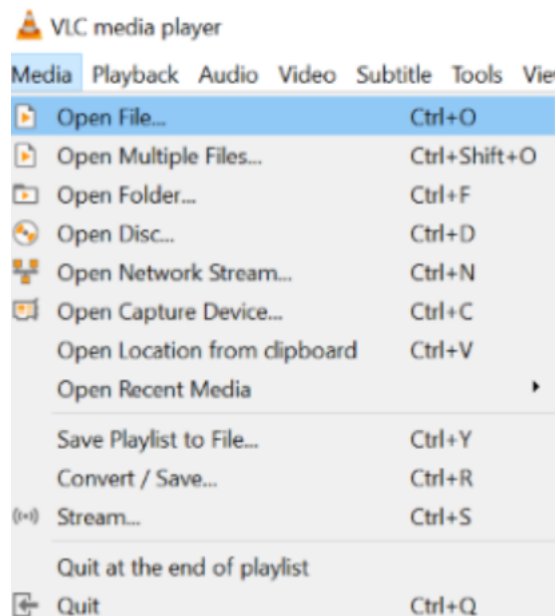 VLC media player
Media Playback Audio Video Subtitle Tools Vie
Open File... Ctrl+O
Open Multiple Files... Ctrl+Shift+O
Open Folder... Ctrl+F
Open Disc... Ctrl+D
Open Network Stream... Ctrl+N
Open Capture Device... Ctrl+C
Open Location from clipboard Ctrl+V
Open Recent Media
Save Playlist to File... Ctrl+Y
Convert / Save... Ctrl+R
Stream... Ctrl+S
Quit at the end of playlist
Quit Ctrl+Q